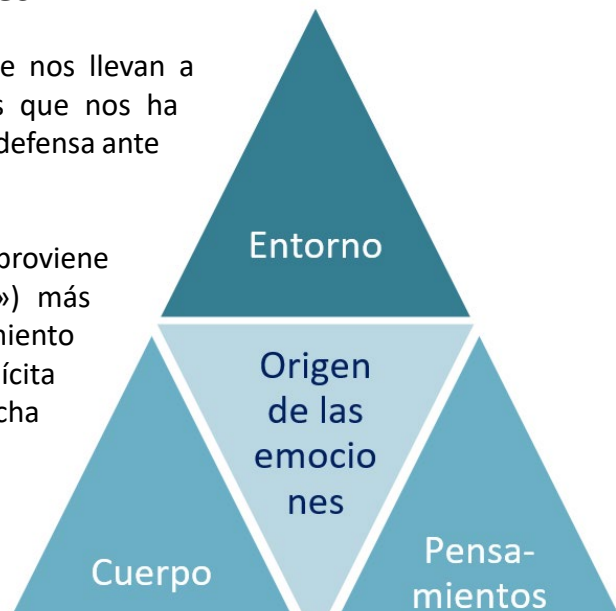 e nos llevan a
s que nos ha
defensa ante
proviene
») más
miento
ícita
cha
Entorno
Origen
de las
emocio
nes
Cuerpo
Pensa-
mientos